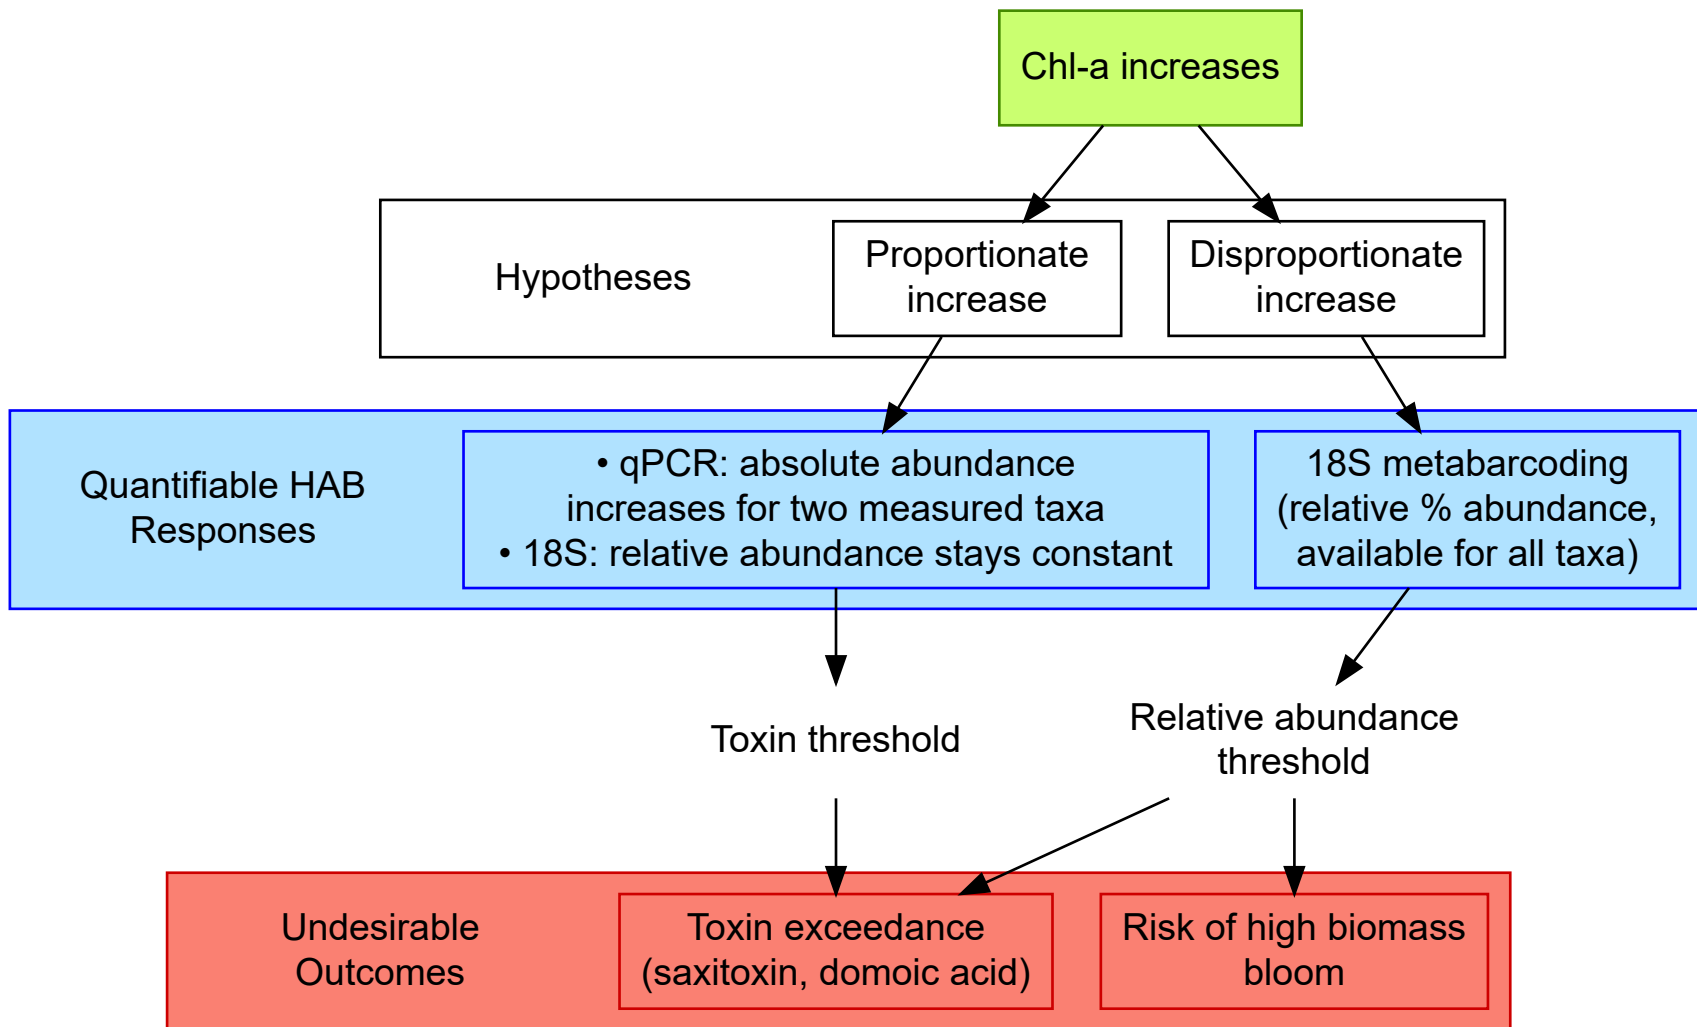 Chl-a increases
Hypotheses
Proportionate
increase
Disproportionate
increase
Quantifiable HAB
Responses
• qPCR: absolute abundance
increases for two measured taxa
• 18S: relative abundance stays constant
18S metabarcoding
(relative % abundance,
available for all taxa)
Toxin threshold
Relative abundance
threshold
Undesirable
Outcomes
Toxin exceedance
(saxitoxin, domoic acid)
Risk of high biomass
bloom